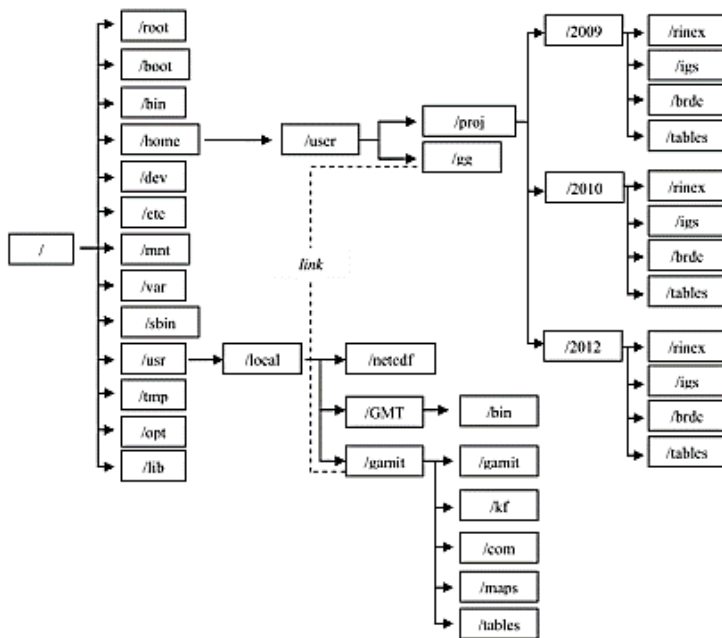 /
/root
/boot
/bin
/home
/dev
/etc
/mnt
/var
/sbin
/usr
/tmp
/opt
/lib
/user
/proj
/gg
link
/local
/netcdf
/GMT
/bin
/gamit
/gamit
/kf
/com
/maps
/tables
/2009
/rinex
/igs
/brdc
/tables
/2010
/rinex
/igs
/brdc
/tables
/2012
/rinex
/igs
/brdc
/tables